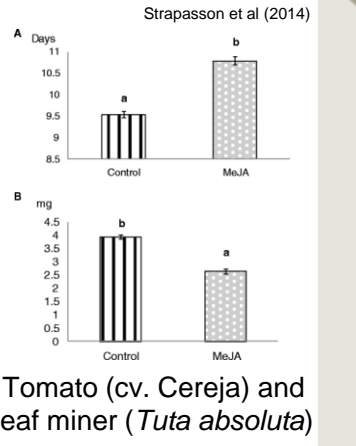 Strapasson et al (2014)
A
Days
b
11
10.5
a
10
9.5
9
8.5
Control MeJA
B
mg
4.5
b
4
3.5
a
3
2.5
2
1.5
1
0.5
0
Control MeJA
Tomato (cv. Cereja) and
eaf miner (Tuta absoluta)